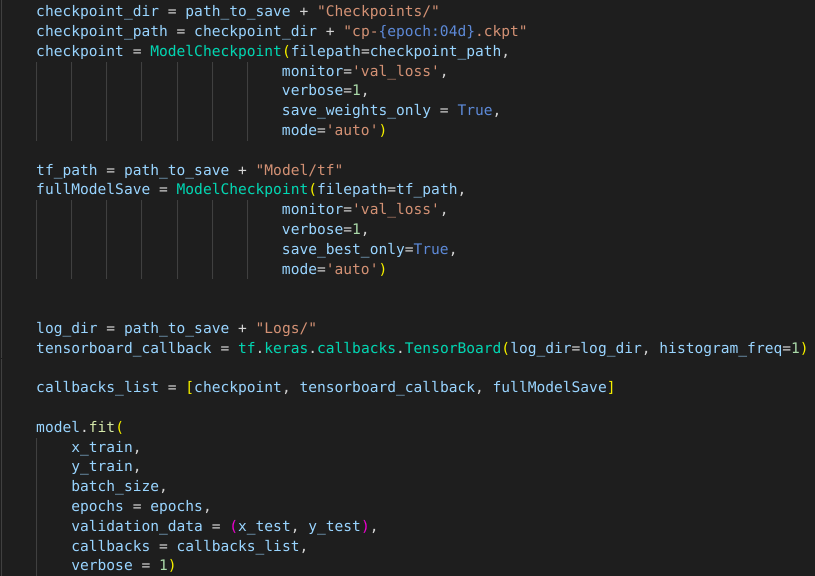 checkpoint_dir = path_to_save + "Checkpoints/"
checkpoint_path = checkpoint_dir + "cp-{epoch:04d}.ckpt"
checkpoint = ModelCheckpoint(filepath=checkpoint_path,
monitor='val_loss',
verbose=1,
save_weights_only = True,
mode='auto')
tf_path = path_to_save + "Model/tf"
fullModelSave = ModelCheckpoint(filepath=tf_path,
monitor='val_loss',
verbose=1,
save_best_only=True,
mode='auto')
log_dir = path_to_save + "Logs/"
tensorboard_callback = tf.keras.callbacks.TensorBoard(log_dir=log_dir, histogram_freq=1)
callbacks_list = [checkpoint, tensorboard_callback, fullModelSave]
model.fit(
x_train,
y_train,
batch_size,
epochs = epochs,
validation_data = (x_test, y_test),
callbacks = callbacks_list,
verbose = 1)